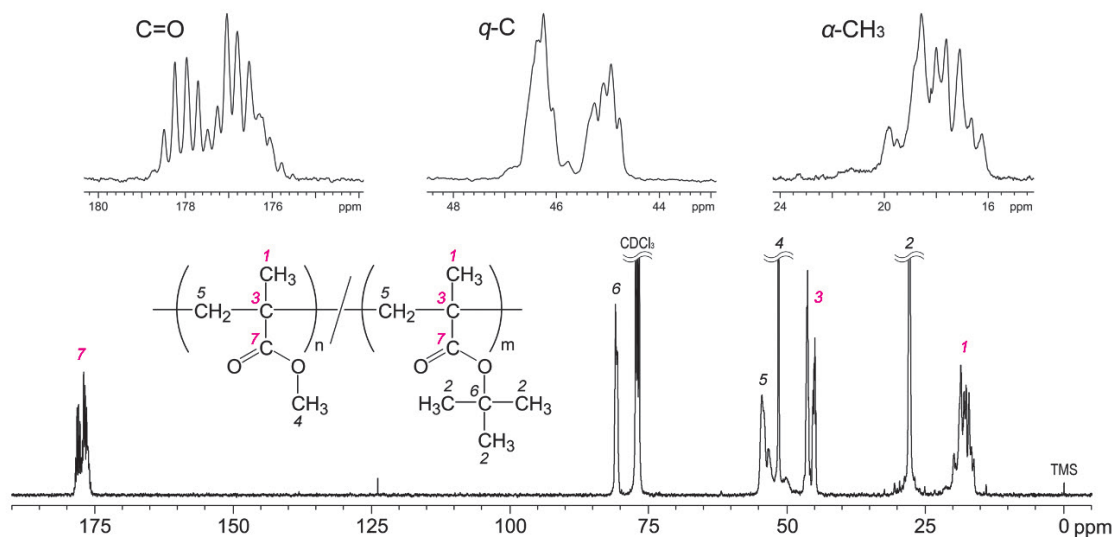 C=O
q-C
α-CH₃
180
178
176
ppm
48
46
44
ppm
24
20
16
ppm
CDCl₃
4
2
6
3
1
1
5
CH₃
5
CH₃
CH₂
3
C
CH₂
3
C
7
7
C
n
7
C
m
5
1
O
O
O
O
CH₃
6
4
2
C
2
H₃C
CH₃
CH₃
2
TMS
175
150
125
100
75
50
25
0 ppm